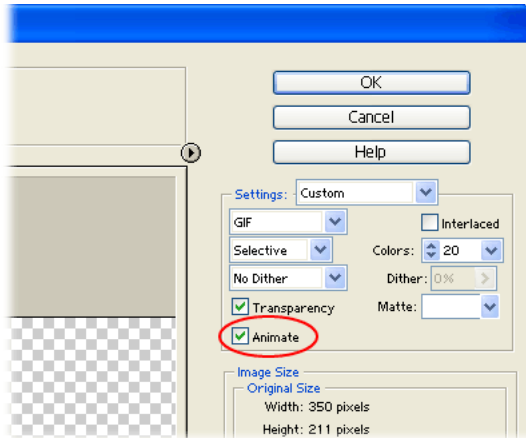 OK
Cancel
Help
Settings: Custom
GIF Interlaced
Selective Colors: 20
No Dither Dither: 0%
Transparency Matte:
Animate
Image Size
Original Size
Width: 350 pixels
Height: 211 pixels